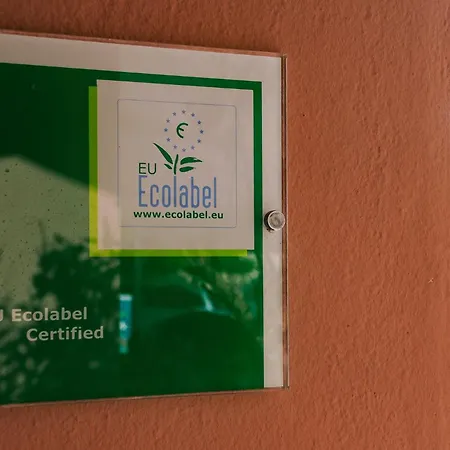 €
EU
Ecolabel
www.ecolabel.eu
U Ecolabel
Certified